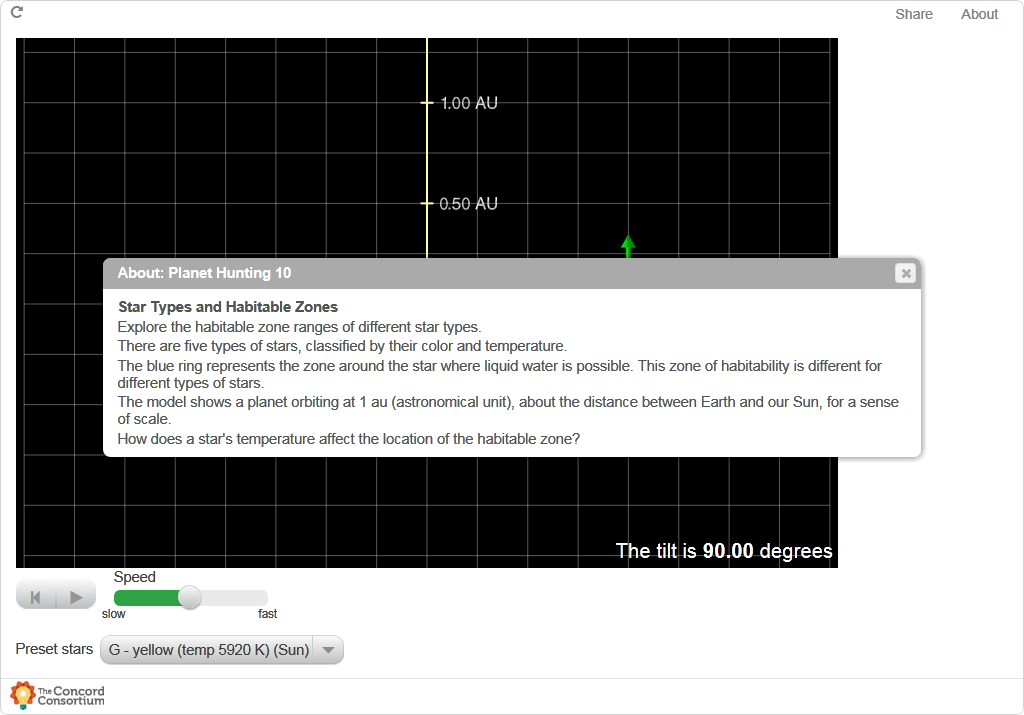 Share About
1.00 AU
0.50 AU
About: Planet Hunting 10
Star Types and Habitable Zones
Explore the habitable zone ranges of different star types.
There are five types of stars, classified by their color and temperature.
The blue ring represents the zone around the star where liquid water is possible. This zone of habitability is different for
different types of stars.
The model shows a planet orbiting at 1 au (astronomical unit), about the distance between Earth and our Sun, for a sense
of scale.
How does a star's temperature affect the location of the habitable zone?
The tilt is 90.00 degrees
Speed
slow fast
Preset stars G - yellow (temp 5920 K) (Sun)
The Concord
Consortium